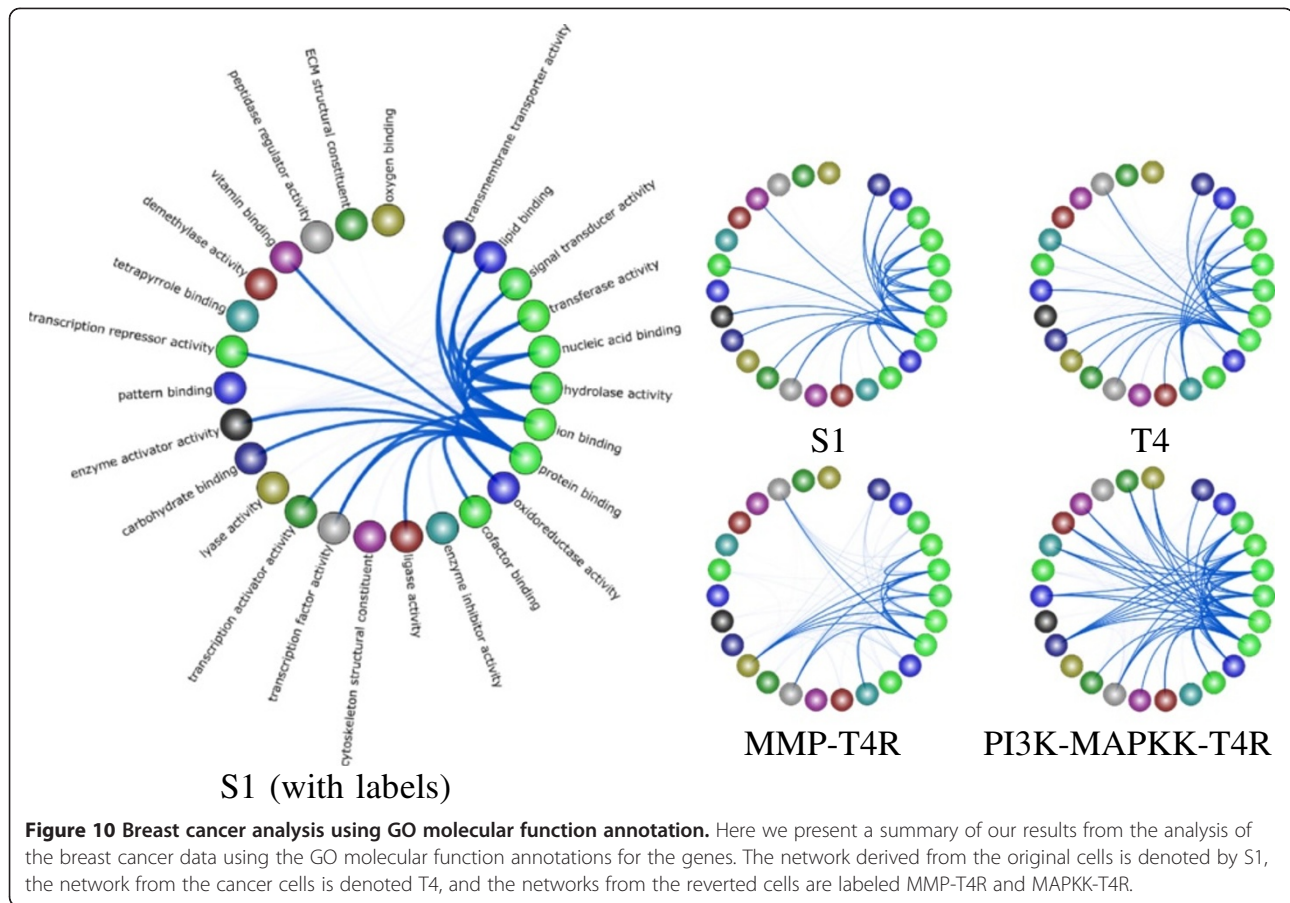 transmembrane transporter activity
lipid binding
signal transducer activity
transferase activity
nucleic acid binding
hydrolase activity
ion binding
protein binding
oxidoreductase activity
cofactor binding
enzyme inhibitor activity
ligase activity
cytoskeleton structural constituent
transcription factor activity
transcription activator activity
lyase activity
carbohydrate binding
enzyme activator activity
pattern binding
transcription repressor activity
tetrapyrrole binding
demethylase activity
vitamin binding
peptidase regulator activity
ECM structural constituent
oxygen binding
S1 (with labels)
S1
T4
MMP-T4R
PI3K-MAPKK-T4R
Figure 10 Breast cancer analysis using GO molecular function annotation. Here we present a summary of our results from the analysis of
the breast cancer data using the GO molecular function annotations for the genes. The network derived from the original cells is denoted by S1,
the network from the cancer cells is denoted T4, and the networks from the reverted cells are labeled MMP-T4R and MAPKK-T4R.